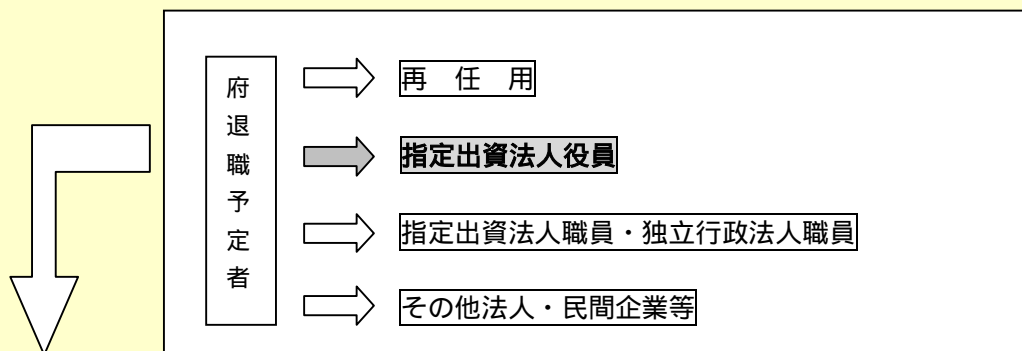 府退職予定者
再 任 用
指定出資法人役員
指定出資法人職員・独立行政法人職員
その他法人・民間企業等